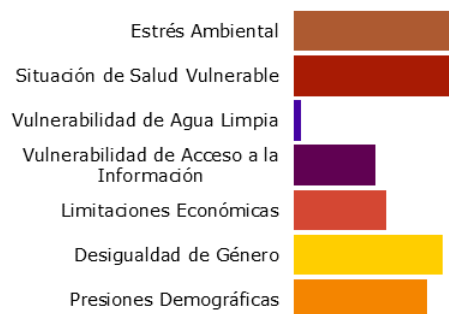 Estrés Ambiental
Situación de Salud Vulnerable
Vulnerabilidad de Agua Limpia
Vulnerabilidad de Acceso a la
Información
Limitaciones Económicas
Desigualdad de Género
Presiones Demográficas